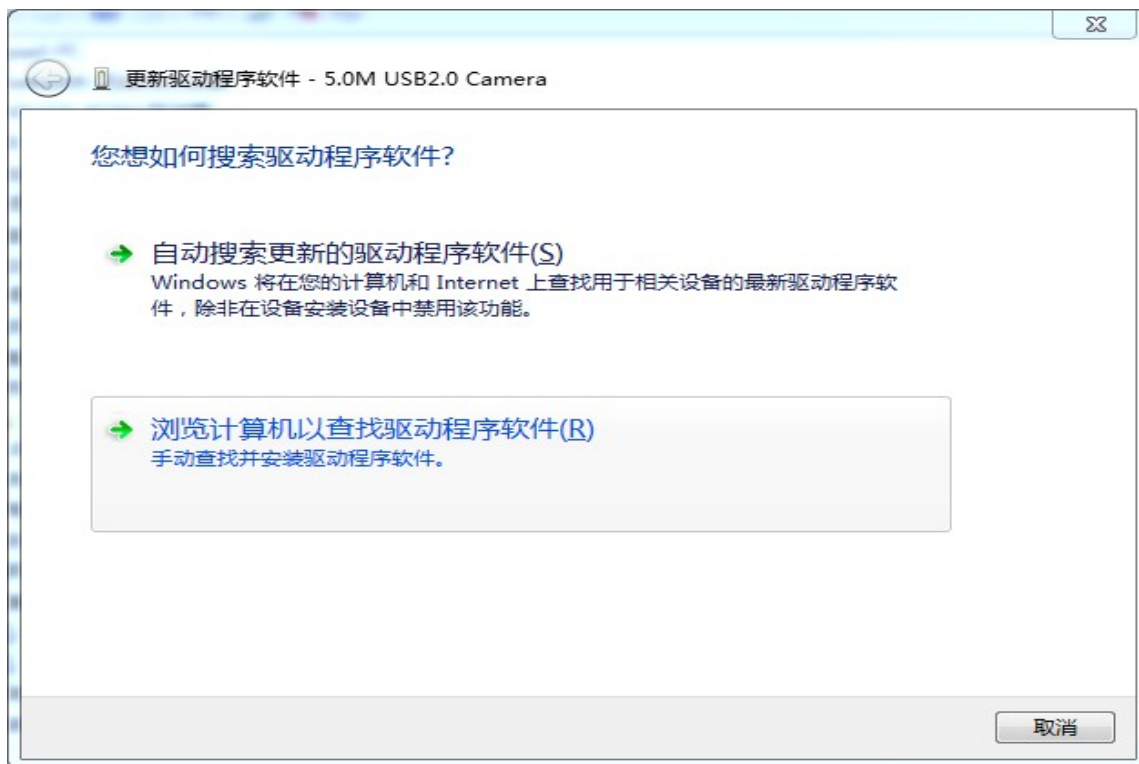 更新驱动程序软件 - 5.0M USB2.0 Camera
您想如何搜索驱动程序软件?
自动搜索更新的驱动程序软件(S)
Windows 将在您的计算机和 Internet 上查找用于相关设备的最新驱动程序软
件，除非在设备安装设备中禁用该功能。
浏览计算机以查找驱动程序软件(R)
手动查找并安装驱动程序软件。
取消